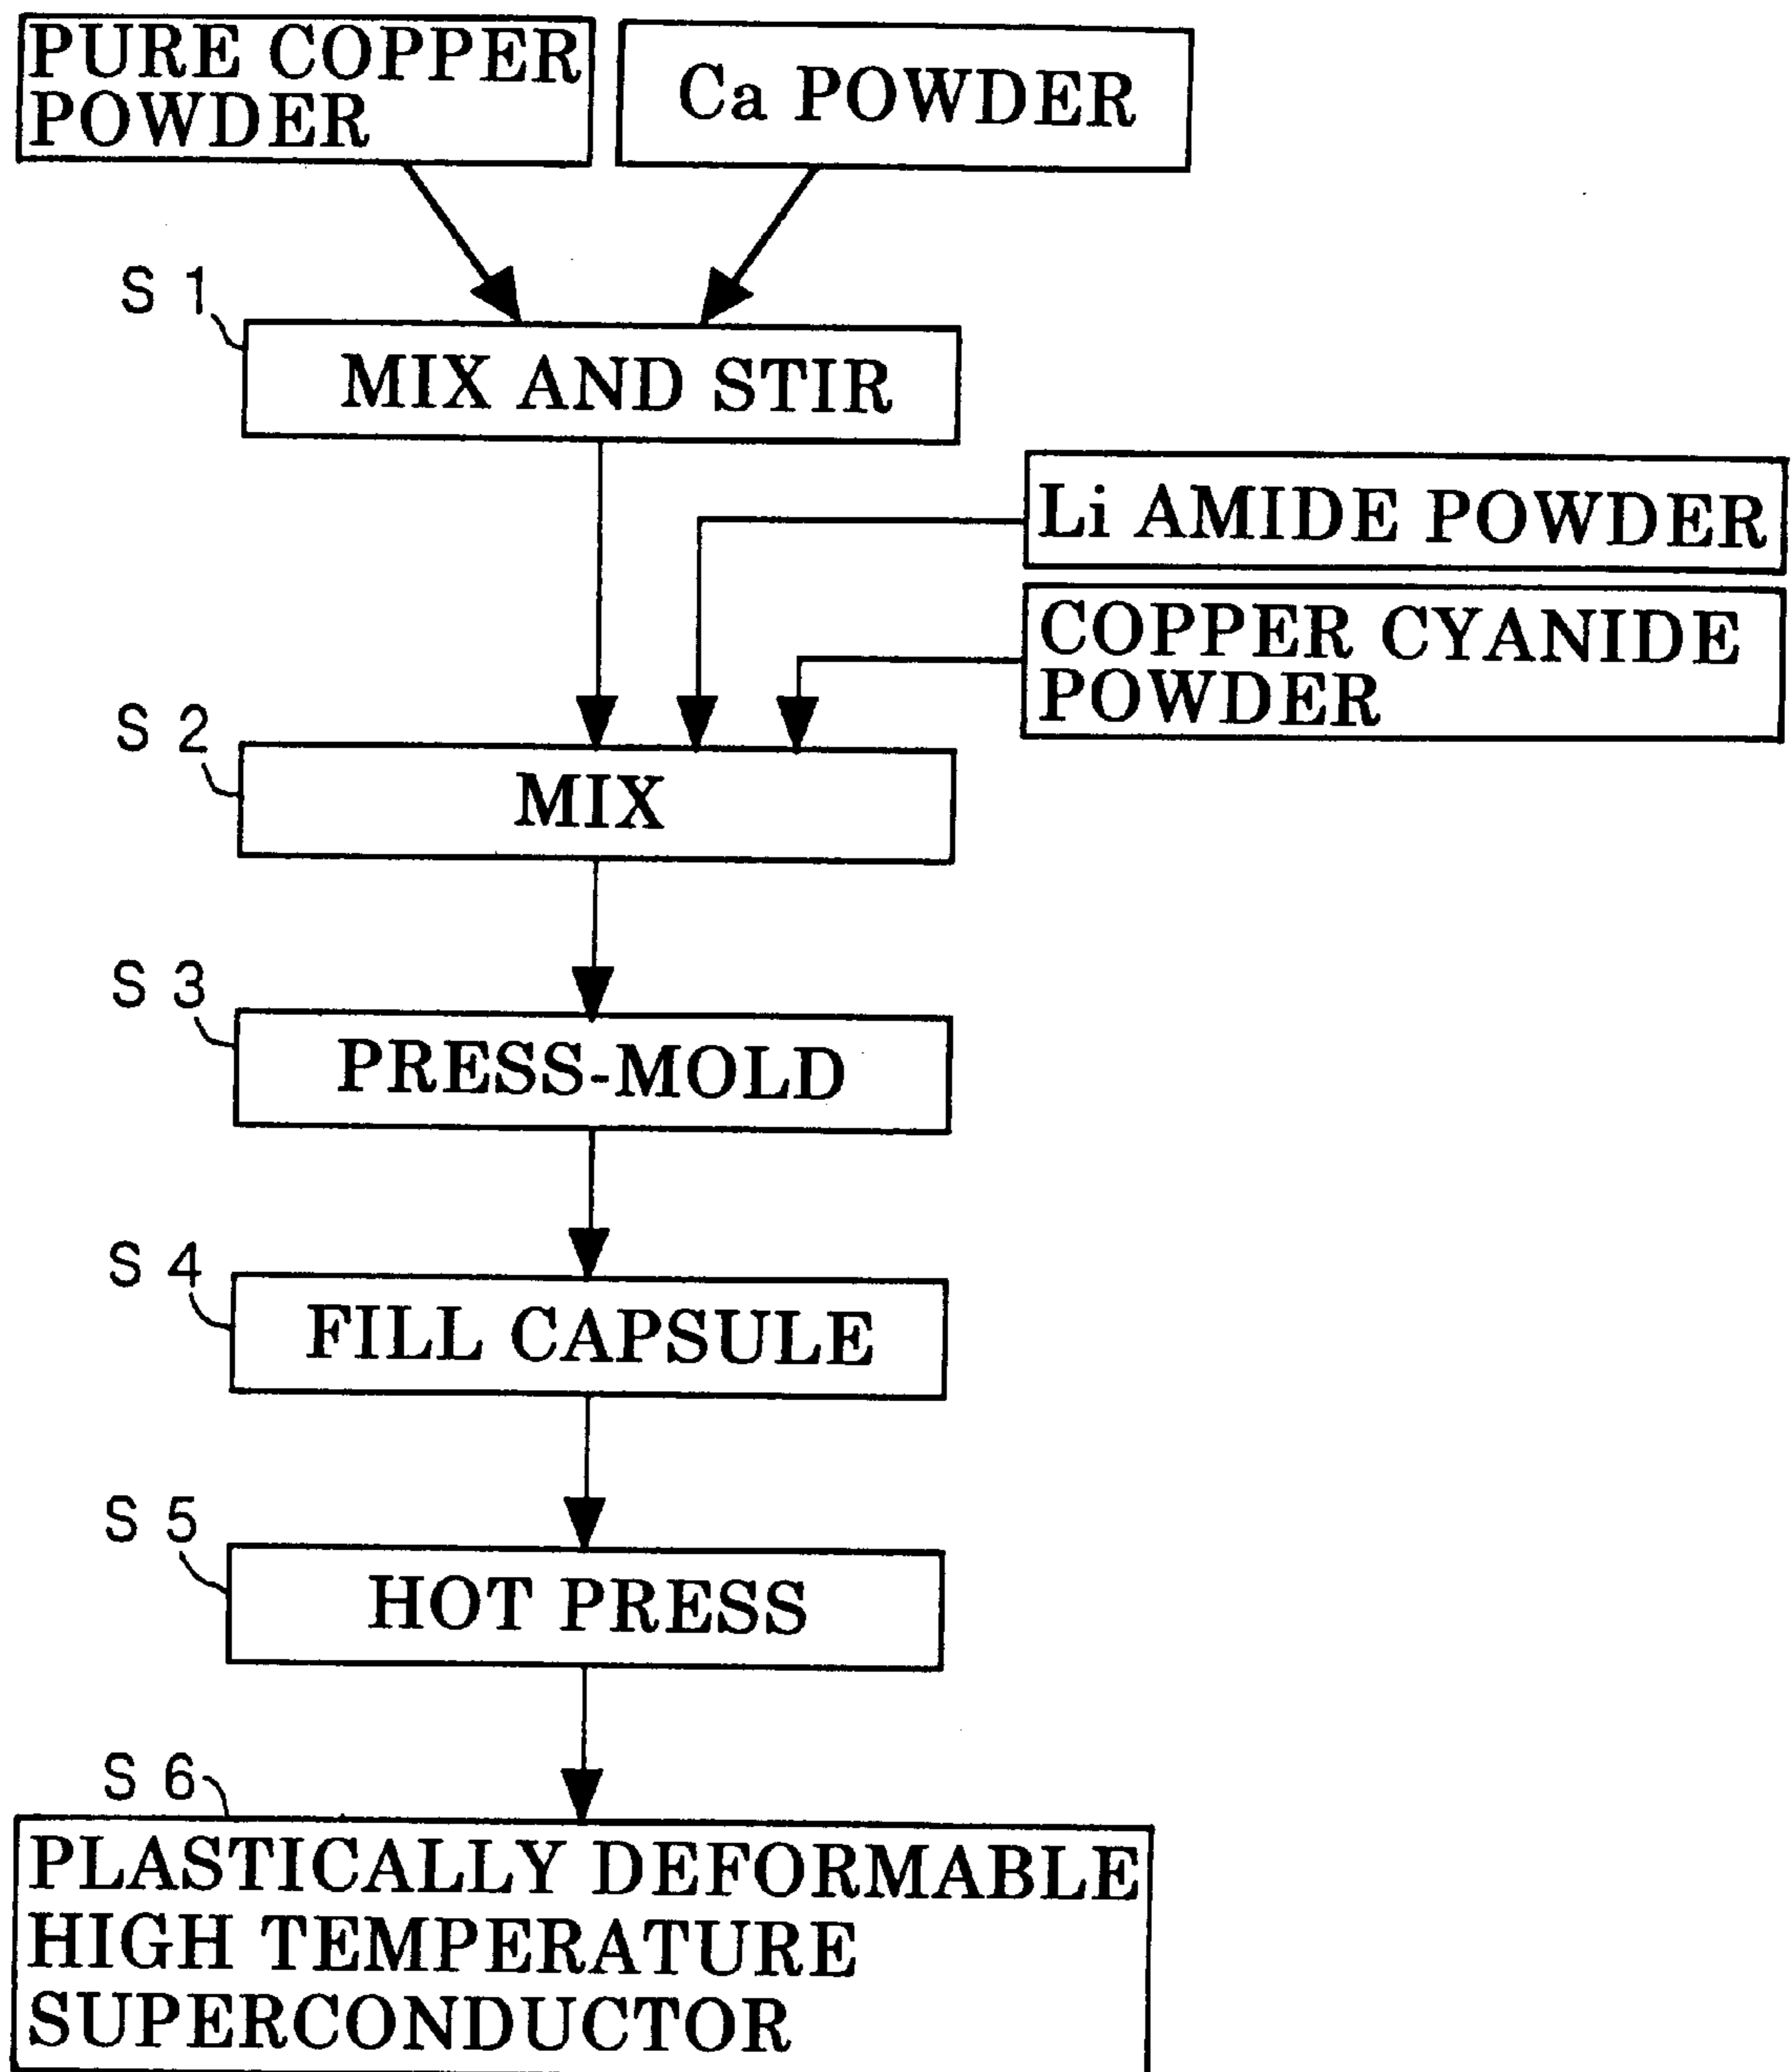 PURE COPPER
POWDER
Ca POWDER
S 1
MIX AND STIR
Li AMIDE POWDER
COPPER CYANIDE
POWDER
S 2
MIX
S 3
PRESS-MOLD
S 4
FILL CAPSULE
S 5
HOT PRESS
S 6
PLASTICALLY DEFORMABLE
HIGH TEMPERATURE
SUPERCONDUCTOR